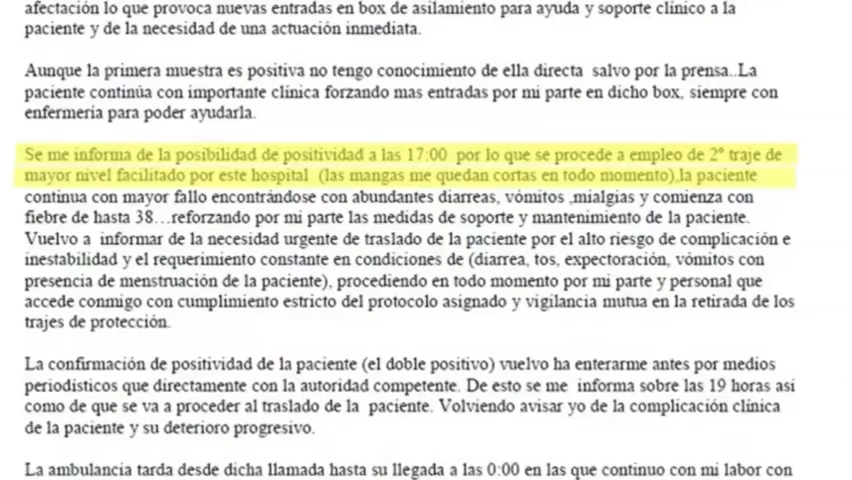 afectación lo que provoca nuevas entradas en box de asilamiento para ayuda y soporte clínico a la
paciente y de la necesidad de una actuación inmediata.
Aunque la primera muestra es positiva no tengo conocimiento de ella directa salvo por la prensa..La
paciente continúa con importante clínica forzando mas entradas por mi parte en dicho box, siempre con
enfermería para poder ayudarla.
Se me informa de la posibilidad de positividad a las 17:00 por lo que se procede a empleo de 2º traje de
mayor nivel facilitado por este hospital (las mangas me quedan cortas en todo momento),la paciente
continua con mayor fallo encontrándose con abundantes diarreas, vómitos ,mialgias y comienza con
fiebre de hasta 38…reforzando por mi parte las medidas de soporte y mantenimiento de la paciente.
Vuelvo a informar de la necesidad urgente de traslado de la paciente por el alto riesgo de complicación e
inestabilidad y el requerimiento constante en condiciones de (diarrea, tos, expectoración, vómitos con
presencia de menstruación de la paciente), procediendo en todo momento por mi parte y personal que
accede conmigo con cumplimiento estricto del protocolo asignado y vigilancia mutua en la retirada de los
trajes de protección.
La confirmación de positividad de la paciente (el doble positivo) vuelvo ha enterarme antes por medios
periodísticos que directamente con la autoridad competente. De esto se me informa sobre las 19 horas asi
como de que se va a proceder al traslado de la paciente. Volviendo avisar yo de la complicación clínica
de la paciente y su deterioro progresivo.
La ambulancia tarda desde dicha llamada hasta su llegada a las 0:00 en las que continuo con mi labor con